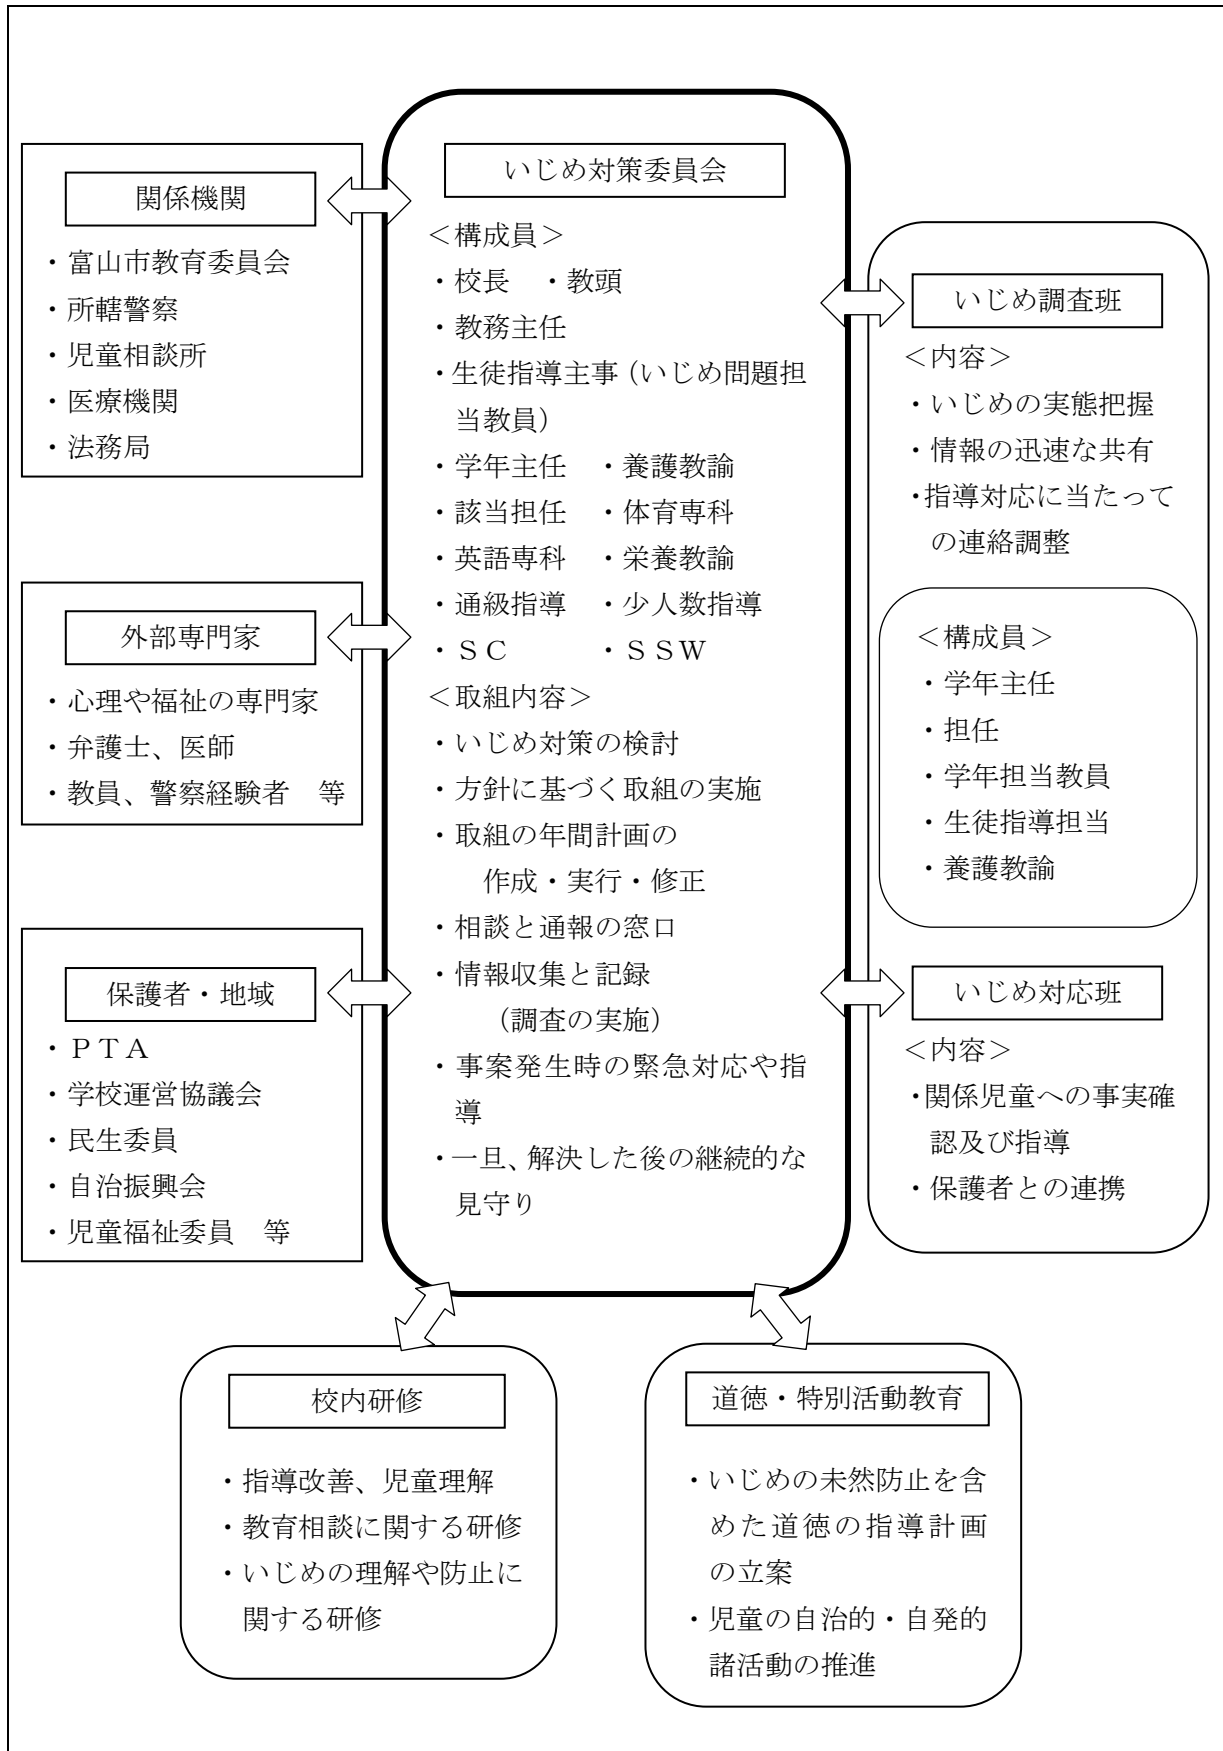 関係機関
・富山市教育委員会
・所轄警察
・児童相談所
・医療機関
・法務局
外部専門家
・心理や福祉の専門家
・弁護士、医師
・教員、警察経験者　等
保護者・地域
・ＰＴＡ
・学校運営協議会
・民生委員
・自治振興会
・児童福祉委員　等
いじめ対策委員会
＜構成員＞
・校長　・教頭
・教務主任
・生徒指導主事（いじめ問題担
当教員）
・学年主任　・養護教諭
・該当担任　・体育専科
・英語専科　・栄養教諭
・通級指導　・少人数指導
・ＳＣ　　　・ＳＳＷ
＜取組内容＞
・いじめ対策の検討
・方針に基づく取組の実施
・取組の年間計画の
作成・実行・修正
・相談と通報の窓口
・情報収集と記録
（調査の実施）
・事案発生時の緊急対応や指
導
・一旦、解決した後の継続的な
見守り
いじめ調査班
＜内容＞
・いじめの実態把握
・情報の迅速な共有
・指導対応に当たって
の連絡調整
＜構成員＞
・学年主任
・担任
・学年担当教員
・生徒指導担当
・養護教諭
いじめ対応班
＜内容＞
・関係児童への事実確
認及び指導
・保護者との連携
校内研修
・指導改善、児童理解
・教育相談に関する研修
・いじめの理解や防止に
関する研修
道徳・特別活動教育
・いじめの未然防止を含
めた道徳の指導計画
の立案
・児童の自治的・自発的
諸活動の推進